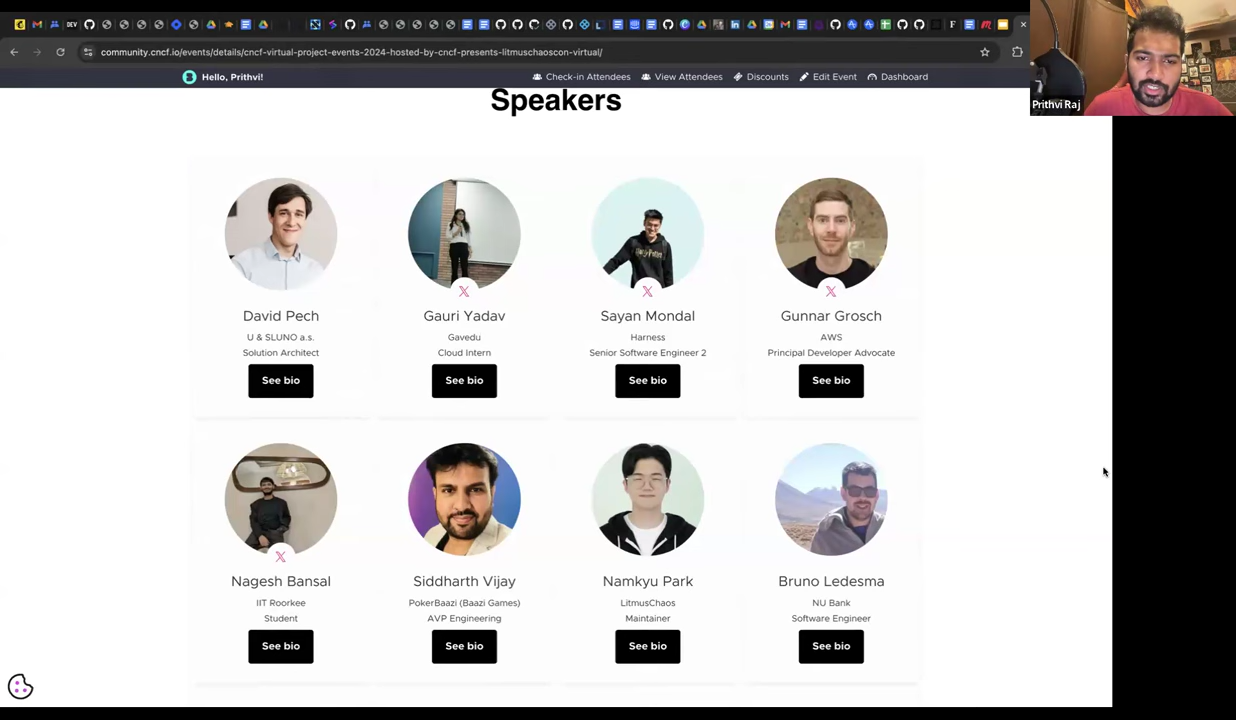 DEV
community.cncf.io/events/details/cncf-virtual-project-events-2024-hosted-by-cncf-presents-litmuschaoscon-virtual/
Hello, Prithvi!
Check-in Attendees
View Attendees
Discounts
Edit Event
Dashboard
Prithvi Raj
Speakers
David Pech
U & SLUNO a.s.
Solution Architect
See bio
Gauri Yadav
Gavedu
Cloud Intern
See bio
Sayan Mondal
Harness
Senior Software Engineer 2
See bio
Gunnar Grosch
AWS
Principal Developer Advocate
See bio
Nagesh Bansal
IIT Roorkee
Student
See bio
Siddharth Vijay
PokerBaazi (Baazi Games)
AVP Engineering
See bio
Namkyu Park
LitmusChaos
Maintainer
See bio
Bruno Ledesma
NU Bank
Software Engineer
See bio